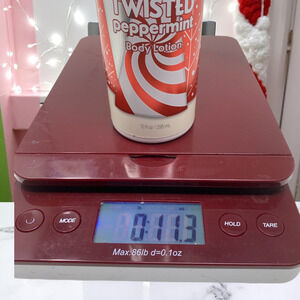 TWISTED
peppermint
Body Lotion
MODE
0:11.3
HOLD
TARE
Max:86lb d=0.1oz